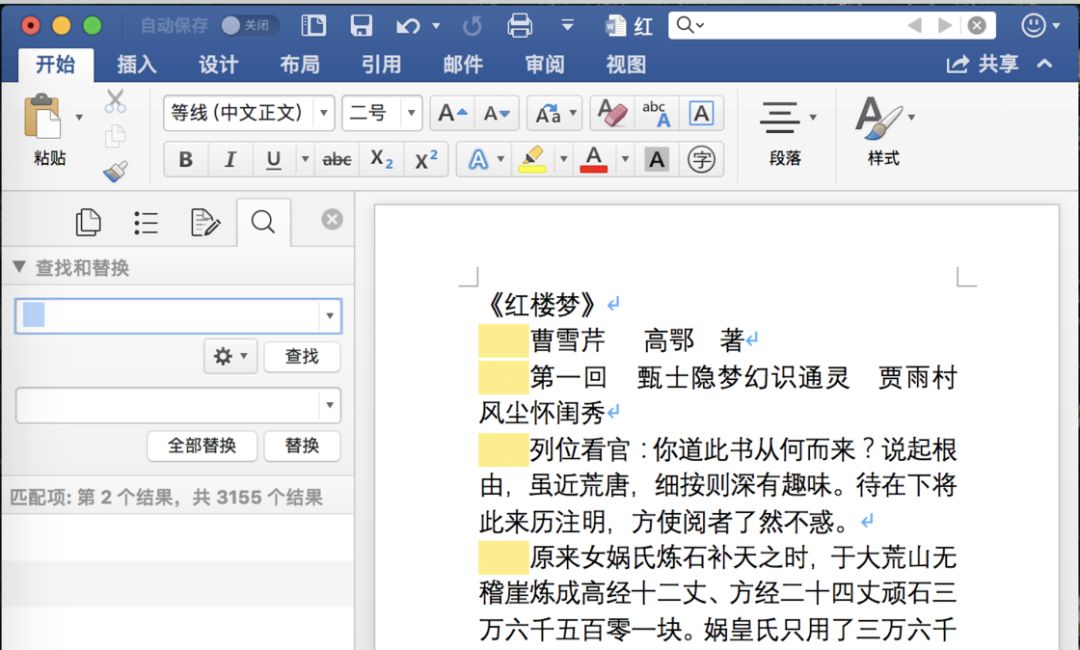 自动保存 关闭 红
开始 插入 设计 布局 引用 邮件 审阅 视图 共享
等线 (中文正文) 二号 A A Aa A abc A A
粘贴 B I U abc X2 X2 A A A 字 段落 样式
查找和替换
查找
全部替换 替换
匹配项: 第 2 个结果，共 3155 个结果
《红楼梦》
曹雪芹 高鄂 著
第一回 甄士隐梦幻识通灵 贾雨村
风尘怀闺秀
列位看官：你道此书从何而来？说起根
由，虽近荒唐，细按则深有趣味。待在下将
此来历注明，方使阅者了然不惑。
原来女娲氏炼石补天之时，于大荒山无
稽崖炼成高经十二丈、方经二十四丈顽石三
万六千五百零一块。娲皇氏只用了三万六千